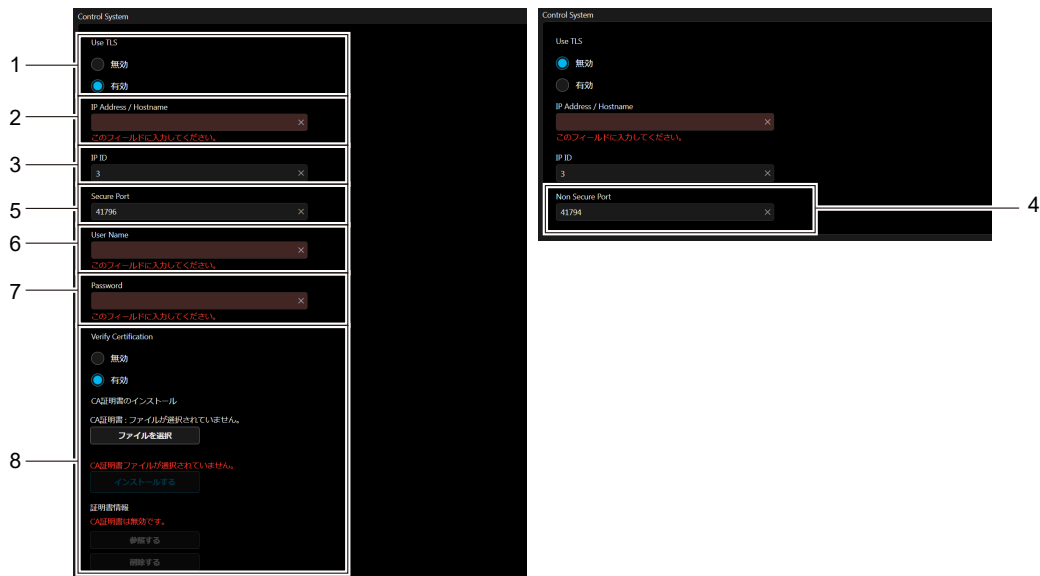 Control System
Use TLS
1
無効
有効
2
IP Address / Hostname
×
このフィールドに入力してください。
3
IP ID
3 ×
5
Secure Port
41796 ×
6
User Name
×
このフィールドに入力してください。
7
Password
×
このフィールドに入力してください。
8
Verify Certification
無効
有効
CA証明書のインストール
CA証明書 : ファイルが選択されていません。
ファイルを選択
CA証明書ファイルが選択されていません。
インストールする
証明書情報
CA証明書は無効です。
参照する
削除する
Control System
Use TLS
無効
有効
IP Address / Hostname
×
このフィールドに入力してください。
IP ID
3 ×
Non Secure Port
41794 ×
4